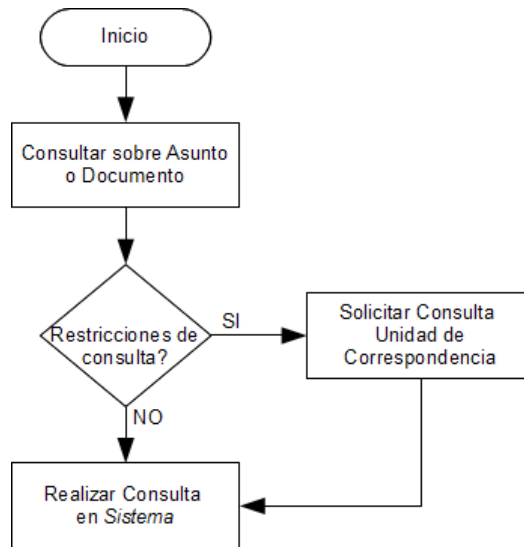 Inicio
Consultar sobre Asunto
o Documento
Restricciones de
consulta?
SI
Solicitar Consulta
Unidad de
Correspondencia
NO
Realizar Consulta
en Sistema